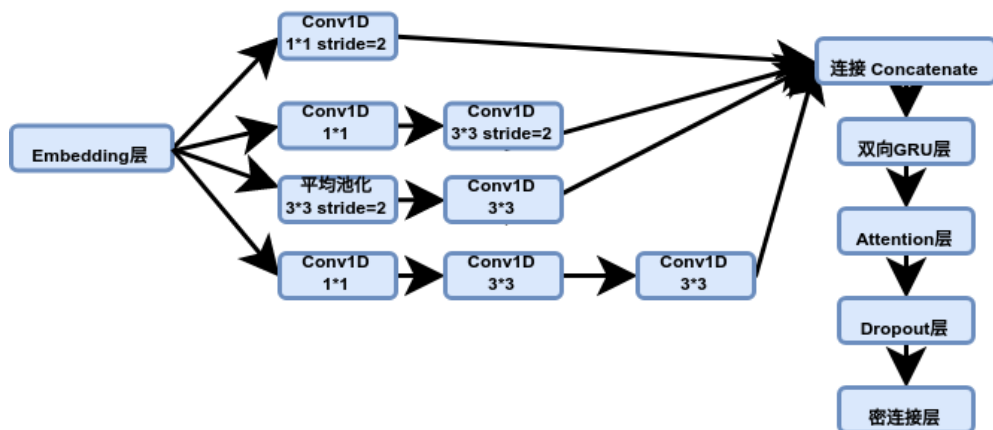 Embedding层
Conv1D
1*1 stride=2
Conv1D
1*1
Conv1D
3*3 stride=2
平均池化
3*3 stride=2
Conv1D
3*3
Conv1D
1*1
Conv1D
3*3
Conv1D
3*3
连接 Concatenate
双向GRU层
Attention层
Dropout层
密连接层